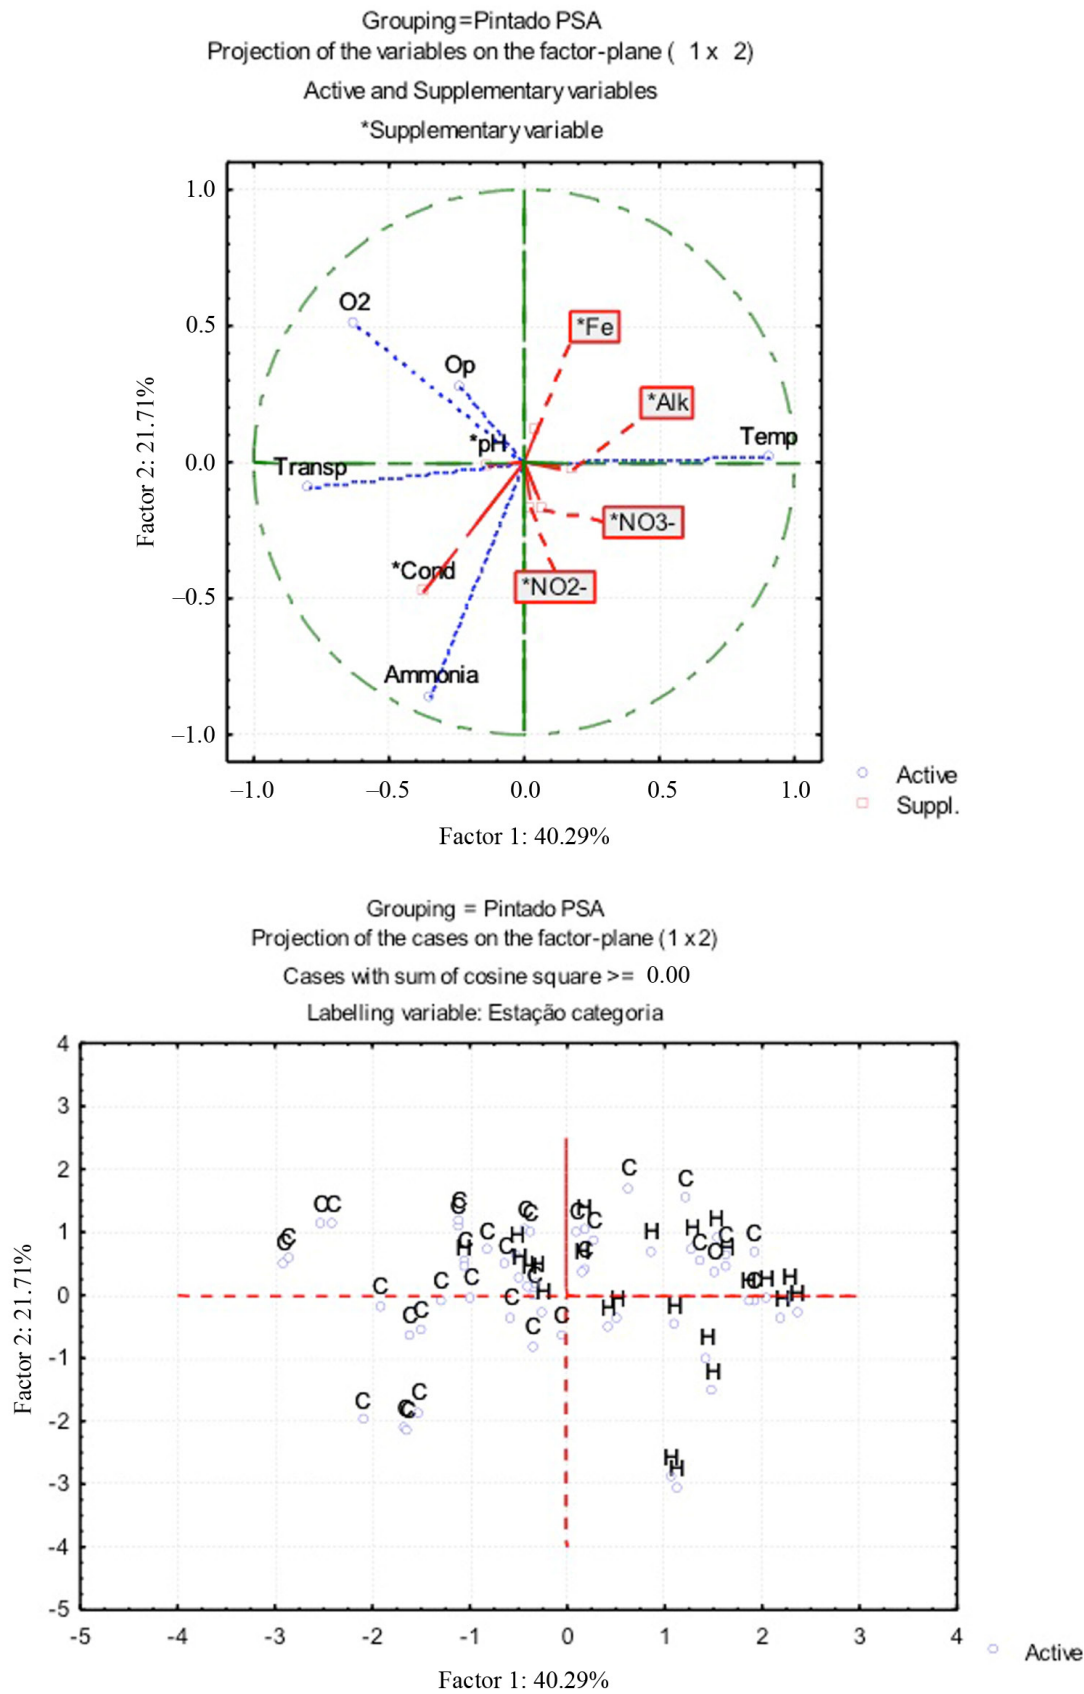 Grouping=Pintado PSA
Projection of the variables on the factor-plane ( 1 x 2)
Active and Supplementary variables
*Supplementary variable
1.0
0.5
0.0
–0.5
–1.0
Factor 2: 21.71%
O2
Op
*Fe
*Alk
*pH
Temp
Transp
*NO3-
*Cond
*NO2-
Ammonia
–1.0 –0.5 0.0 0.5 1.0
Active
Suppl.
Factor 1: 40.29%
Grouping = Pintado PSA
Projection of the cases on the factor-plane (1 x 2)
Cases with sum of cosine square >= 0.00
Labelling variable: Estação categoria
4
3
2
1
0
-1
-2
-3
-4
-5
Factor 2: 21.71%
C C
C C
C C
C C
C
C
C
C
C
C
C
C
C
C
C C
C
C C
H
H
H
H
C
C
H
C
H
C
H
C
H
C
H
H
C
C
C
H
C
H
C
H
C
H
H
H
H
H
H
H
H
H
H
H
H
-5 -4 -3 -2 -1 0 1 2 3 4
Active
Factor 1: 40.29%